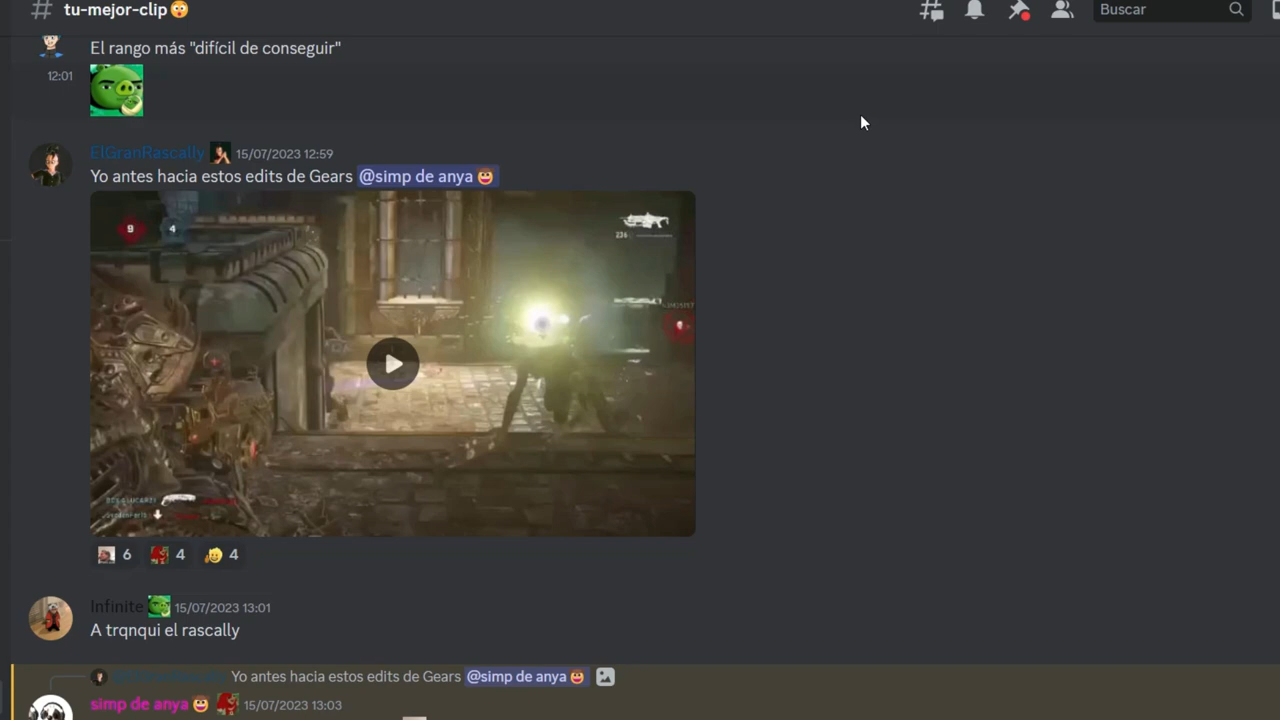 # tu-mejor-clip😳
Buscar
El rango más "difícil de conseguir"
12:01
ElGranRascally 15/07/2023 12:59
Yo antes hacia estos edits de Gears @simp de anya
9 4
236
6 4 4
Infinite 15/07/2023 13:01
A trqnqui el rascally
Yo antes hacia estos edits de Gears @simp de anya
simp de anya 15/07/2023 13:03